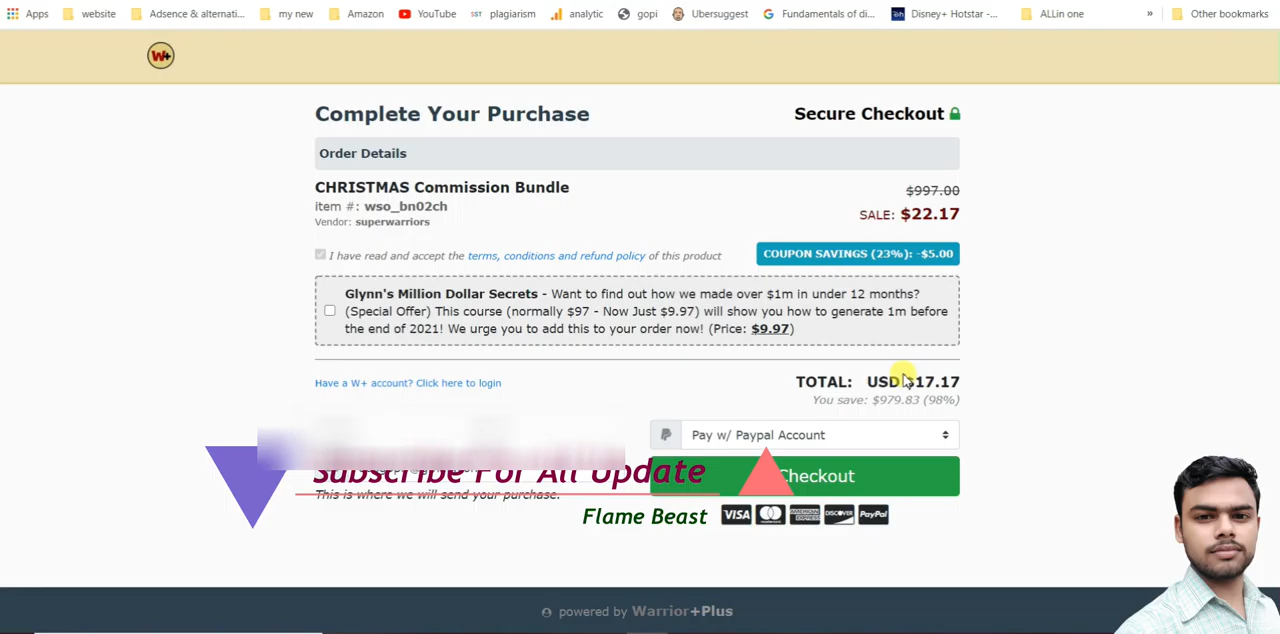 Apps website Adsence & alternati... my new Amazon YouTube SST plagiarism analytic gopi Ubersuggest Fundamentals of di... Disney+ Hotstar -... ALLin one » Other bookmarks
W+
Complete Your Purchase
Secure Checkout
Order Details
CHRISTMAS Commission Bundle
$997.00
item #: wso_bn02ch
SALE: $22.17
Vendor: superwarriors
I have read and accept the terms, conditions and refund policy of this product
COUPON SAVINGS (23%): -$5.00
Glynn's Million Dollar Secrets - Want to find out how we made over $1m in under 12 months?
(Special Offer) This course (normally $97 - Now Just $9.97) will show you how to generate 1m before
the end of 2021! We urge you to add this to your order now! (Price: $9.97)
Have a W+ account? Click here to login
TOTAL: USD $17.17
You save: $979.83 (98%)
Pay w/ Paypal Account
Subscribe For All Update
Checkout
This is where we will send your purchase.
Flame Beast
VISA MasterCard AMERICAN EXPRESS DISCOVER PayPal
powered by Warrior+Plus